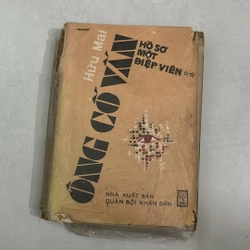 Hữu Mai
ÔNG CỐ VẤN
HỒ SƠ
MỘT
ĐIỆP VIÊN
NHÀ XUẤT BẢN
QUÂN ĐỘI NHÂN DÂN